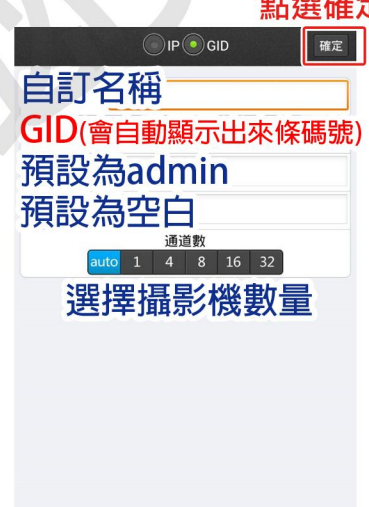 點選確定
IP GID 確定
自訂名稱
GID(會自動顯示出來條碼號)
預設為admin
預設為空白
通道數
auto 1 4 8 16 32
選擇攝影機數量